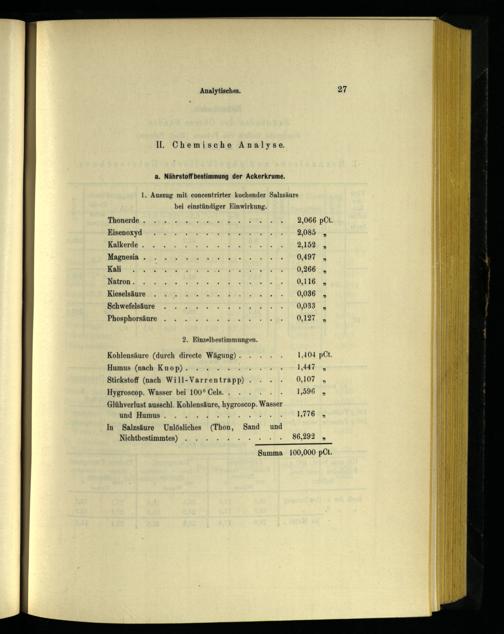 Analytisches. 27
II. Chemische Analyse.
a. Nährstoffbestimmung der Ackerkrume.
1. Auszug mit concentrirter kochender Salzsäure
bei einstündiger Einwirkung.
Thonerde . . . . . . . . . . . . . . 2,066 pCt.
Eisenoxyd . . . . . . . . . . . . . 2,085 „
Kalkerde . . . . . . . . . . . . . . 2,152 „
Magnesia . . . . . . . . . . . . . . 0,497 „
Kali . . . . . . . . . . . . . . 0,266 „
Natron . . . . . . . . . . . . . . . 0,116 „
Kieselsäure . . . . . . . . . . . . . 0,036 „
Schwefelsäure . . . . . . . . . . . . 0,033 „
Phosphorsäure . . . . . . . . . . . . 0,127 „
2. Einzelbestimmungen.
Kohlensäure (durch directe Wägung) . . . . . 1,404 pCt.
Humus (nach Knop) . . . . . . . . . . 1,447 „
Stickstoff (nach Will-Varrentrapp) . . . . 0,107 „
Hygroscop. Wasser bei 100° Cels. . . . . . . 1,596 „
Glühverlust ausschl. Kohlensäure, hygroscop. Wasser
und Humus . . . . . . . . . . . . 1,776 „
In Salzsäure Unlösliches (Thon, Sand und
Nichtbestimmtes) . . . . . . . . . . 86,292 „
Summa 100,000 pCt.